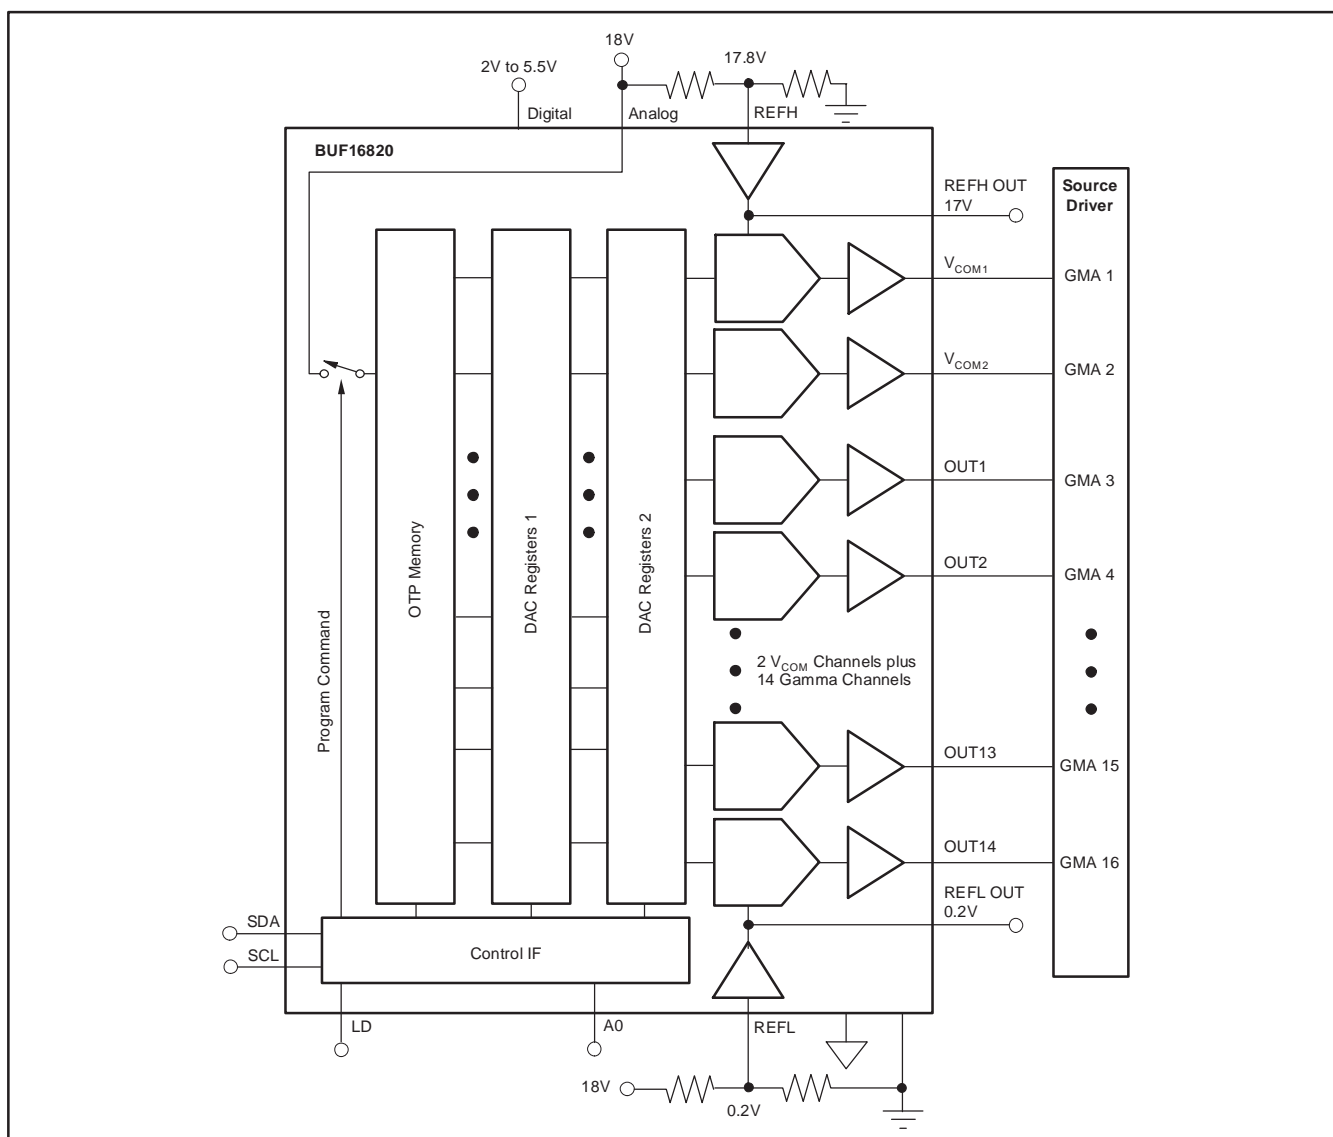 18V
17.8V
2V to 5.5V
Digital
Analog
REFH
BUF16820
REFH OUT
17V
Source
Driver
VCOM1
GMA 1
VCOM2
GMA 2
OUT1
GMA 3
OUT2
GMA 4
OTP Memory
DAC Registers 1
DAC Registers 2
Program Command
2 VCOM Channels plus
14 Gamma Channels
OUT13
GMA 15
OUT14
GMA 16
REFL OUT
0.2V
SDA
SCL
Control IF
LD
A0
REFL
18V
0.2V